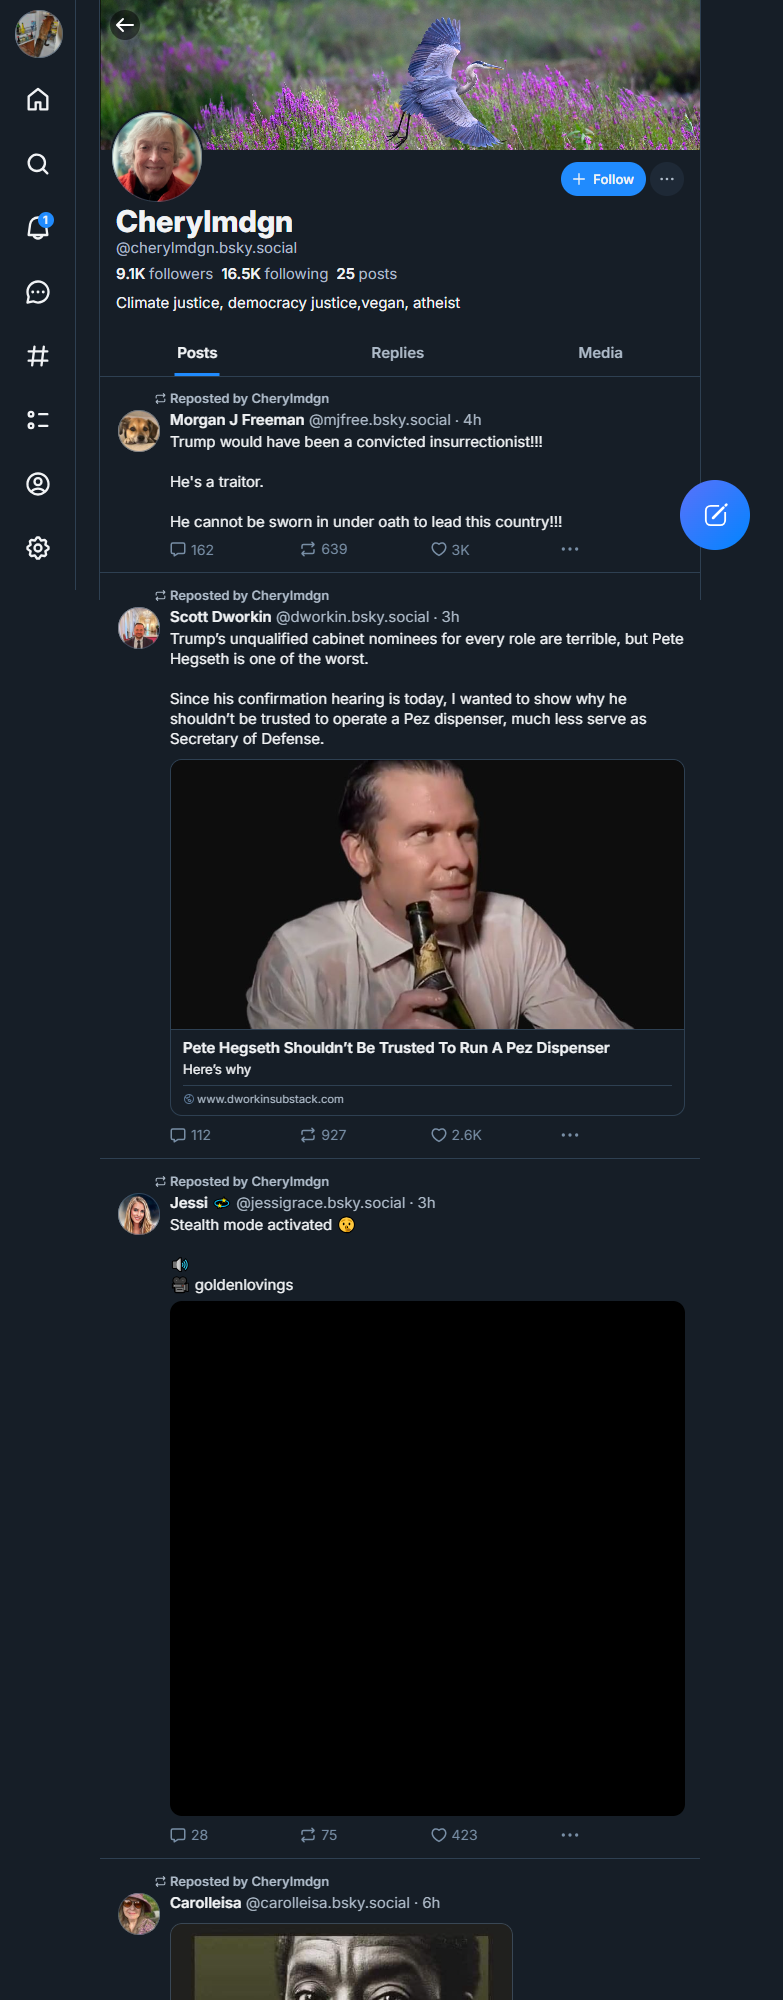 1
Follow
Cherylmdgn
@cherylmdgn.bsky.social
9.1K followers 16.5K following 25 posts
Climate justice, democracy justice,vegan, atheist
Posts Replies Media
Reposted by Cherylmdgn
Morgan J Freeman @mjfree.bsky.social · 4h
Trump would have been a convicted insurrectionist!!!
He's a traitor.
He cannot be sworn in under oath to lead this country!!!
162 639 3K
Reposted by Cherylmdgn
Scott Dworkin @dworkin.bsky.social · 3h
Trump’s unqualified cabinet nominees for every role are terrible, but Pete
Hegseth is one of the worst.
Since his confirmation hearing is today, I wanted to show why he
shouldn’t be trusted to operate a Pez dispenser, much less serve as
Secretary of Defense.
Pete Hegseth Shouldn’t Be Trusted To Run A Pez Dispenser
Here’s why
www.dworkinsubstack.com
112 927 2.6K
Reposted by Cherylmdgn
Jessi @jessigrace.bsky.social · 3h
Stealth mode activated 🤫
🔊
🎥 goldenlovings
28 75 423
Reposted by Cherylmdgn
Carolleisa @carolleisa.bsky.social · 6h